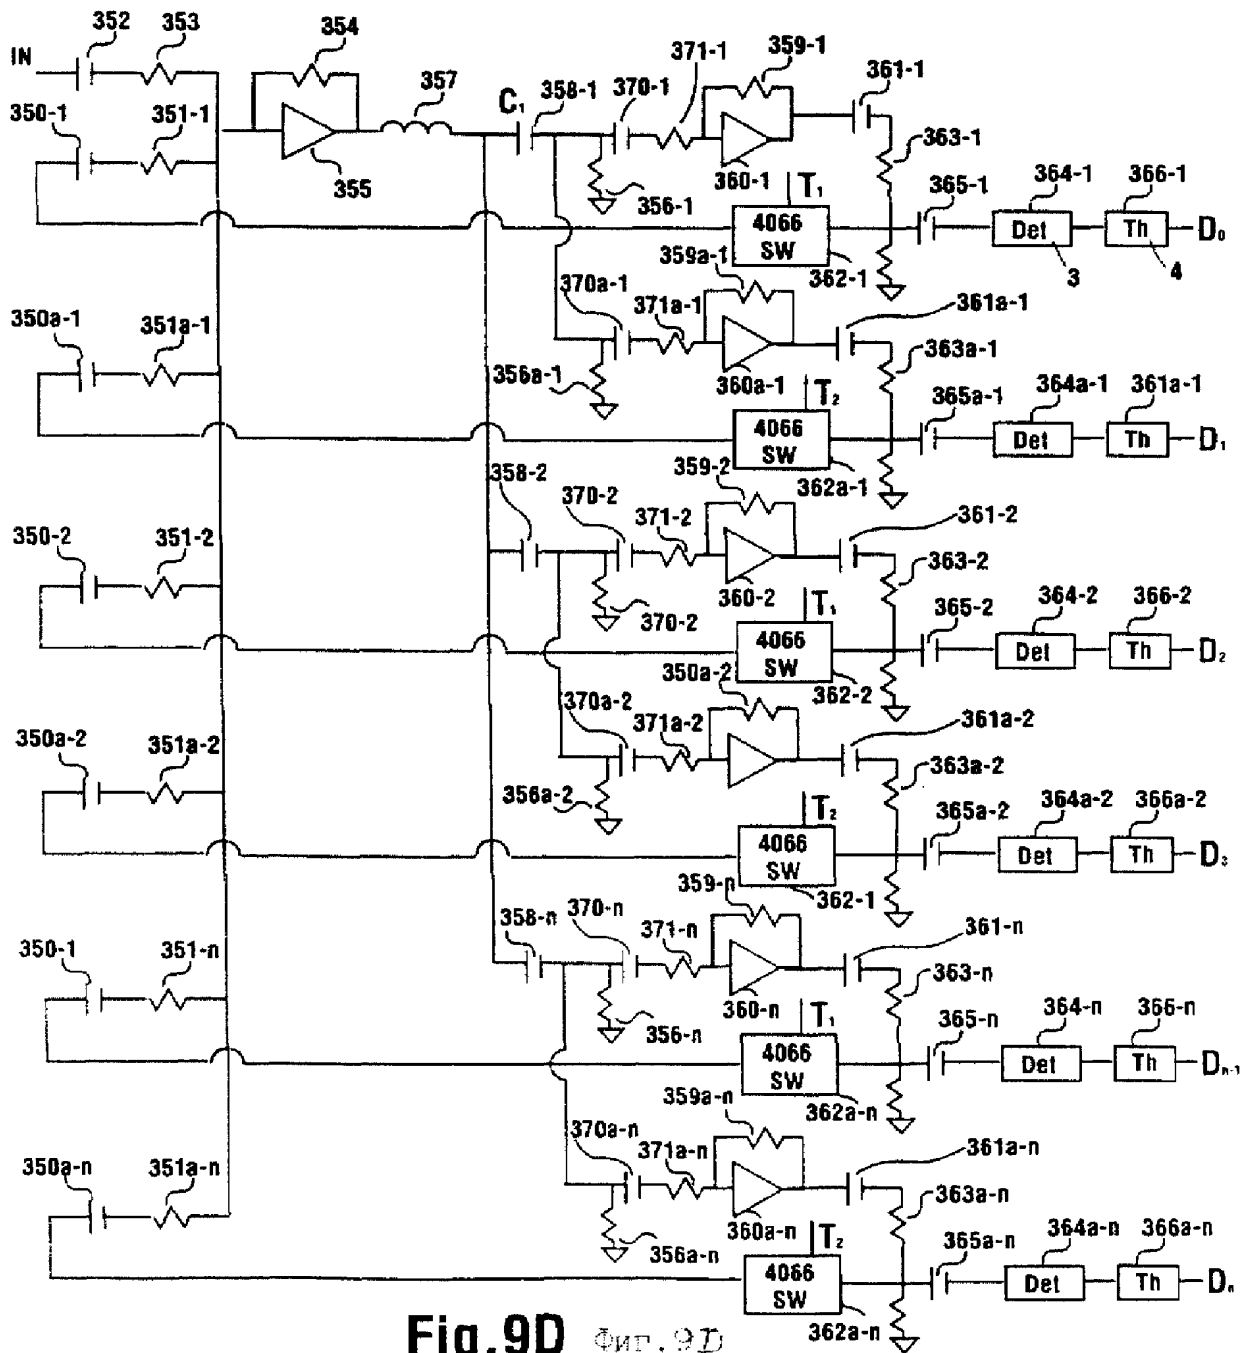 352
353
354
IN
357
C₁
358-1
370-1
371-1
359-1
361-1
350-1
351-1
355
356-1
360-1
T₁
363-1
365-1
364-1
366-1
4066
SW
Det
Th
D₀
362-1
3
4
359a-1
370a-1
371a-1
361a-1
350a-1
351a-1
356a-1
360a-1
363a-1
T₂
365a-1
364a-1
361a-1
4066
SW
Det
Th
D₁
362a-1
358-2
370-2
359-2
371-2
361-2
350-2
351-2
360-2
363-2
370-2
T₁
365-2
364-2
366-2
4066
SW
Det
Th
D₂
362-2
350a-2
370a-2
371a-2
361a-2
350a-2
351a-2
363a-2
356a-2
T₂
365a-2
364a-2
366a-2
4066
SW
Det
Th
D₃
362-1
359-n
358-n
370-n
371-n
361-n
350-1
351-n
363-n
360-n
356-n
T₁
365-n
364-n
366-n
4066
SW
Det
Th
Dₙ₋₁
362a-n
359a-n
370a-n
371a-n
361a-n
350a-n
351a-n
363a-n
360a-n
356a-n
T₂
365a-n
364a-n
366a-n
4066
SW
Det
Th
Dₙ
362a-n
Fig.9D Фиг.9D